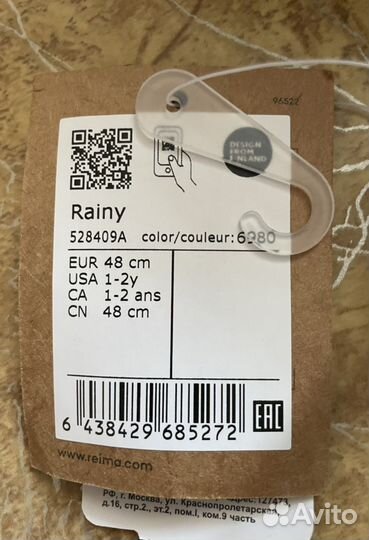 96522
DESIGN
FROM
FINLAND
Rainy
528409A color/couleur: 6980
EUR 48 cm
USA 1-2y
CA 1-2 ans
CN 48 cm
6 438429 685272
EAC
www.reima.com
РФ, г. Москва, ул. Краснопролетарская
д.16, стр.2., эт.2, пом.I, ком.9 часть
Avito